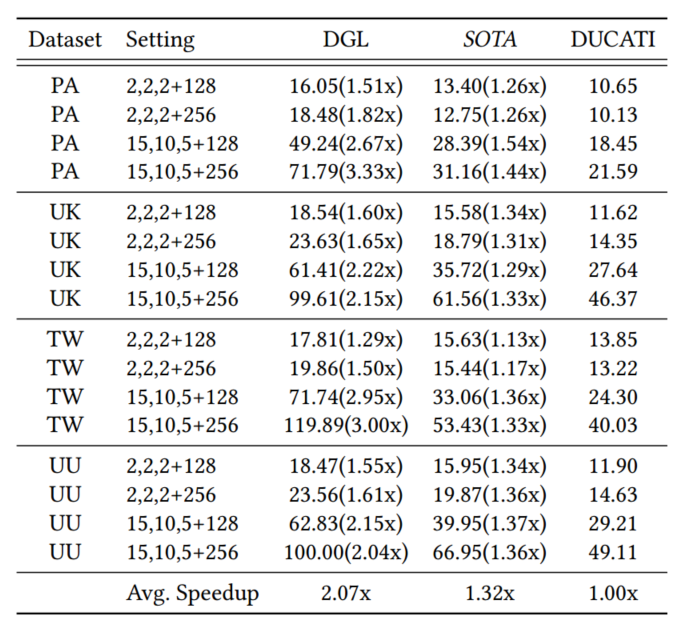 Dataset Setting DGL SOTA DUCATI
PA 2,2,2+128 16.05(1.51x) 13.40(1.26x) 10.65
PA 2,2,2+256 18.48(1.82x) 12.75(1.26x) 10.13
PA 15,10,5+128 49.24(2.67x) 28.39(1.54x) 18.45
PA 15,10,5+256 71.79(3.33x) 31.16(1.44x) 21.59
UK 2,2,2+128 18.54(1.60x) 15.58(1.34x) 11.62
UK 2,2,2+256 23.63(1.65x) 18.79(1.31x) 14.35
UK 15,10,5+128 61.41(2.22x) 35.72(1.29x) 27.64
UK 15,10,5+256 99.61(2.15x) 61.56(1.33x) 46.37
TW 2,2,2+128 17.81(1.29x) 15.63(1.13x) 13.85
TW 2,2,2+256 19.86(1.50x) 15.44(1.17x) 13.22
TW 15,10,5+128 71.74(2.95x) 33.06(1.36x) 24.30
TW 15,10,5+256 119.89(3.00x) 53.43(1.33x) 40.03
UU 2,2,2+128 18.47(1.55x) 15.95(1.34x) 11.90
UU 2,2,2+256 23.56(1.61x) 19.87(1.36x) 14.63
UU 15,10,5+128 62.83(2.15x) 39.95(1.37x) 29.21
UU 15,10,5+256 100.00(2.04x) 66.95(1.36x) 49.11
Avg. Speedup 2.07x 1.32x 1.00x